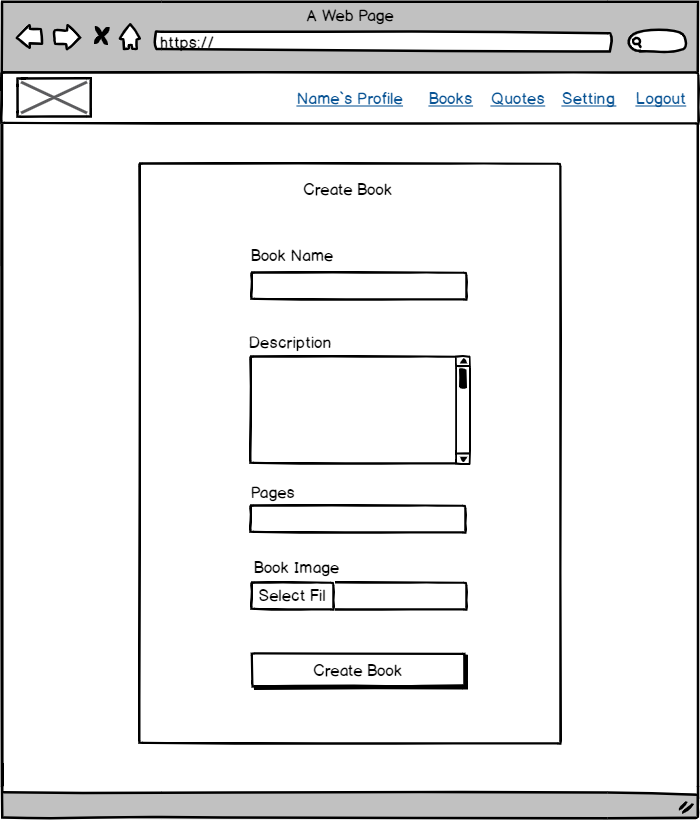 A Web Page
https://
Name`s Profile Books Quotes Setting Logout
Create Book
Book Name
Description
Pages
Book Image
Select Fil
Create Book